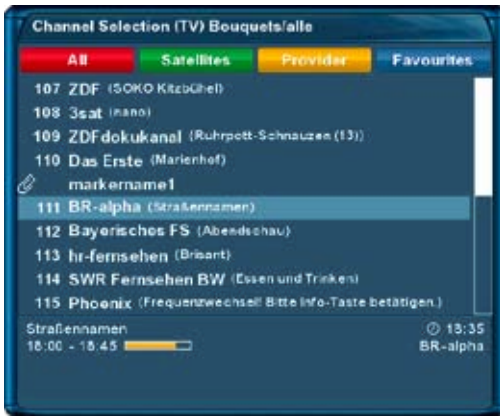 Channel Selection (TV) Bouquets/alle
All Satellites Provider Favourites
107 ZDF (SOKO Kitzbühel)
108 3sat (nano)
109 ZDFdokukanal (Ruhrpott-Schnauzen (13))
110 Das Erste (Marienhof)
markername1
111 BR-alpha (Straßennamen)
112 Bayerisches FS (Abendschau)
113 hr-fernsehen (Brisant)
114 SWR Fernsehen BW (Essen und Trinken)
115 Phoenix (Frequenzwechsel! Bitte Info-Taste betätigen.)
Straßennamen 18:35
18:00 - 18:45 BR-alpha